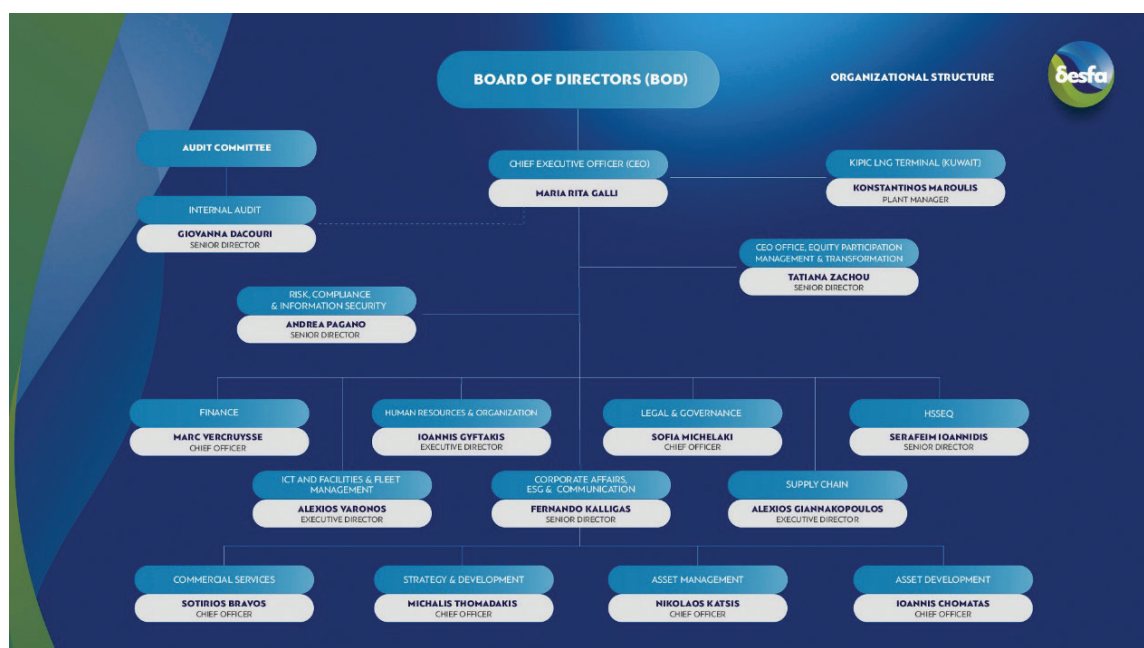 BOARD OF DIRECTORS (BOD)
ORGANIZATIONAL STRUCTURE
δesfa
AUDIT COMMITTEE
CHIEF EXECUTIVE OFFICER (CEO)
MARIA RITA GALLI
KIPIC LNG TERMINAL (KUWAIT)
KONSTANTINOS MAROULIS
PLANT MANAGER
INTERNAL AUDIT
GIOVANNA DACOURI
SENIOR DIRECTOR
CEO OFFICE, EQUITY PARTICIPATION
MANAGEMENT & TRANSFORMATION
TATIANA ZACHOU
SENIOR DIRECTOR
RISK, COMPLIANCE
& INFORMATION SECURITY
ANDREA PAGANO
SENIOR DIRECTOR
FINANCE
MARC VERCRUYSSE
CHIEF OFFICER
HUMAN RESOURCES & ORGANIZATION
IOANNIS GYFTAKIS
EXECUTIVE DIRECTOR
LEGAL & GOVERNANCE
SOFIA MICHELAKI
CHIEF OFFICER
HSSEQ
SERAFEIM IOANNIDIS
SENIOR DIRECTOR
ICT AND FACILITIES & FLEET
MANAGEMENT
ALEXIOS VARONOS
EXECUTIVE DIRECTOR
CORPORATE AFFAIRS,
ESG & COMMUNICATION
FERNANDO KALLIGAS
SENIOR DIRECTOR
SUPPLY CHAIN
ALEXIOS GIANNAKOPOULOS
EXECUTIVE DIRECTOR
COMMERCIAL SERVICES
SOTIRIOS BRAVOS
CHIEF OFFICER
STRATEGY & DEVELOPMENT
MICHALIS THOMADAKIS
CHIEF OFFICER
ASSET MANAGEMENT
NIKOLAOS KATSIS
CHIEF OFFICER
ASSET DEVELOPMENT
IOANNIS CHOMATAS
CHIEF OFFICER